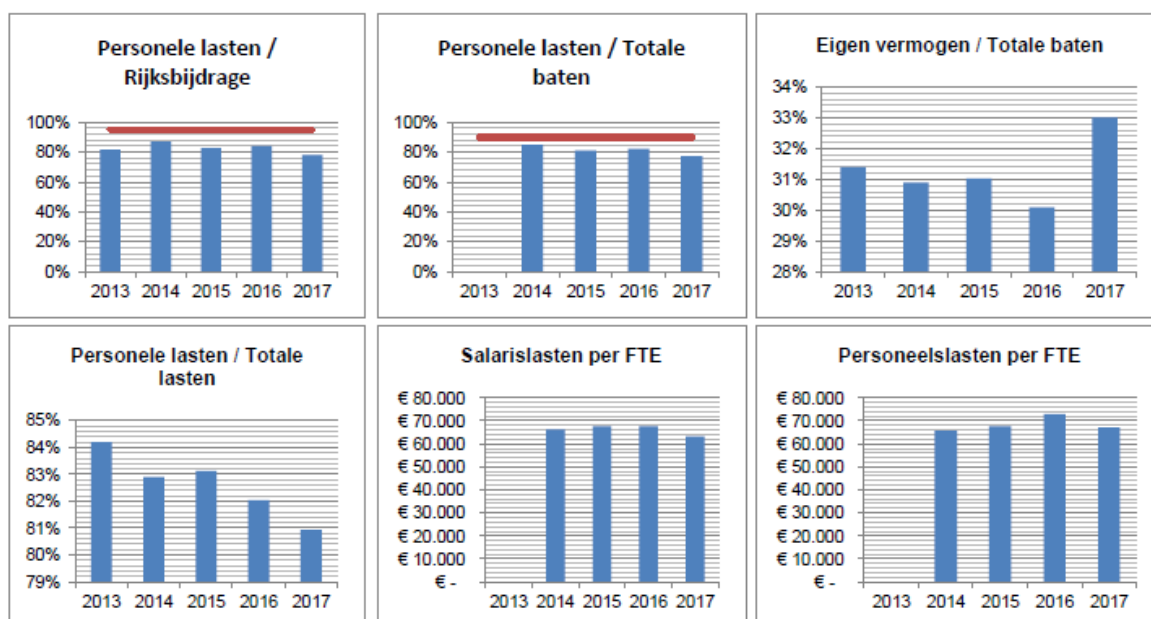 Personele lasten /
Rijksbijdrage
100%
80%
60%
40%
20%
0%
2013 2014 2015 2016 2017
Personele lasten / Totale
baten
100%
80%
60%
40%
20%
0%
2013 2014 2015 2016 2017
Eigen vermogen / Totale baten
34%
33%
32%
31%
30%
29%
28%
2013 2014 2015 2016 2017
Personele lasten / Totale
lasten
85%
84%
83%
82%
81%
80%
79%
2013 2014 2015 2016 2017
Salarislasten per FTE
€ 80.000
€ 70.000
€ 60.000
€ 50.000
€ 40.000
€ 30.000
€ 20.000
€ 10.000
€ -
2013 2014 2015 2016 2017
Personeelslasten per FTE
€ 80.000
€ 70.000
€ 60.000
€ 50.000
€ 40.000
€ 30.000
€ 20.000
€ 10.000
€ -
2013 2014 2015 2016 2017